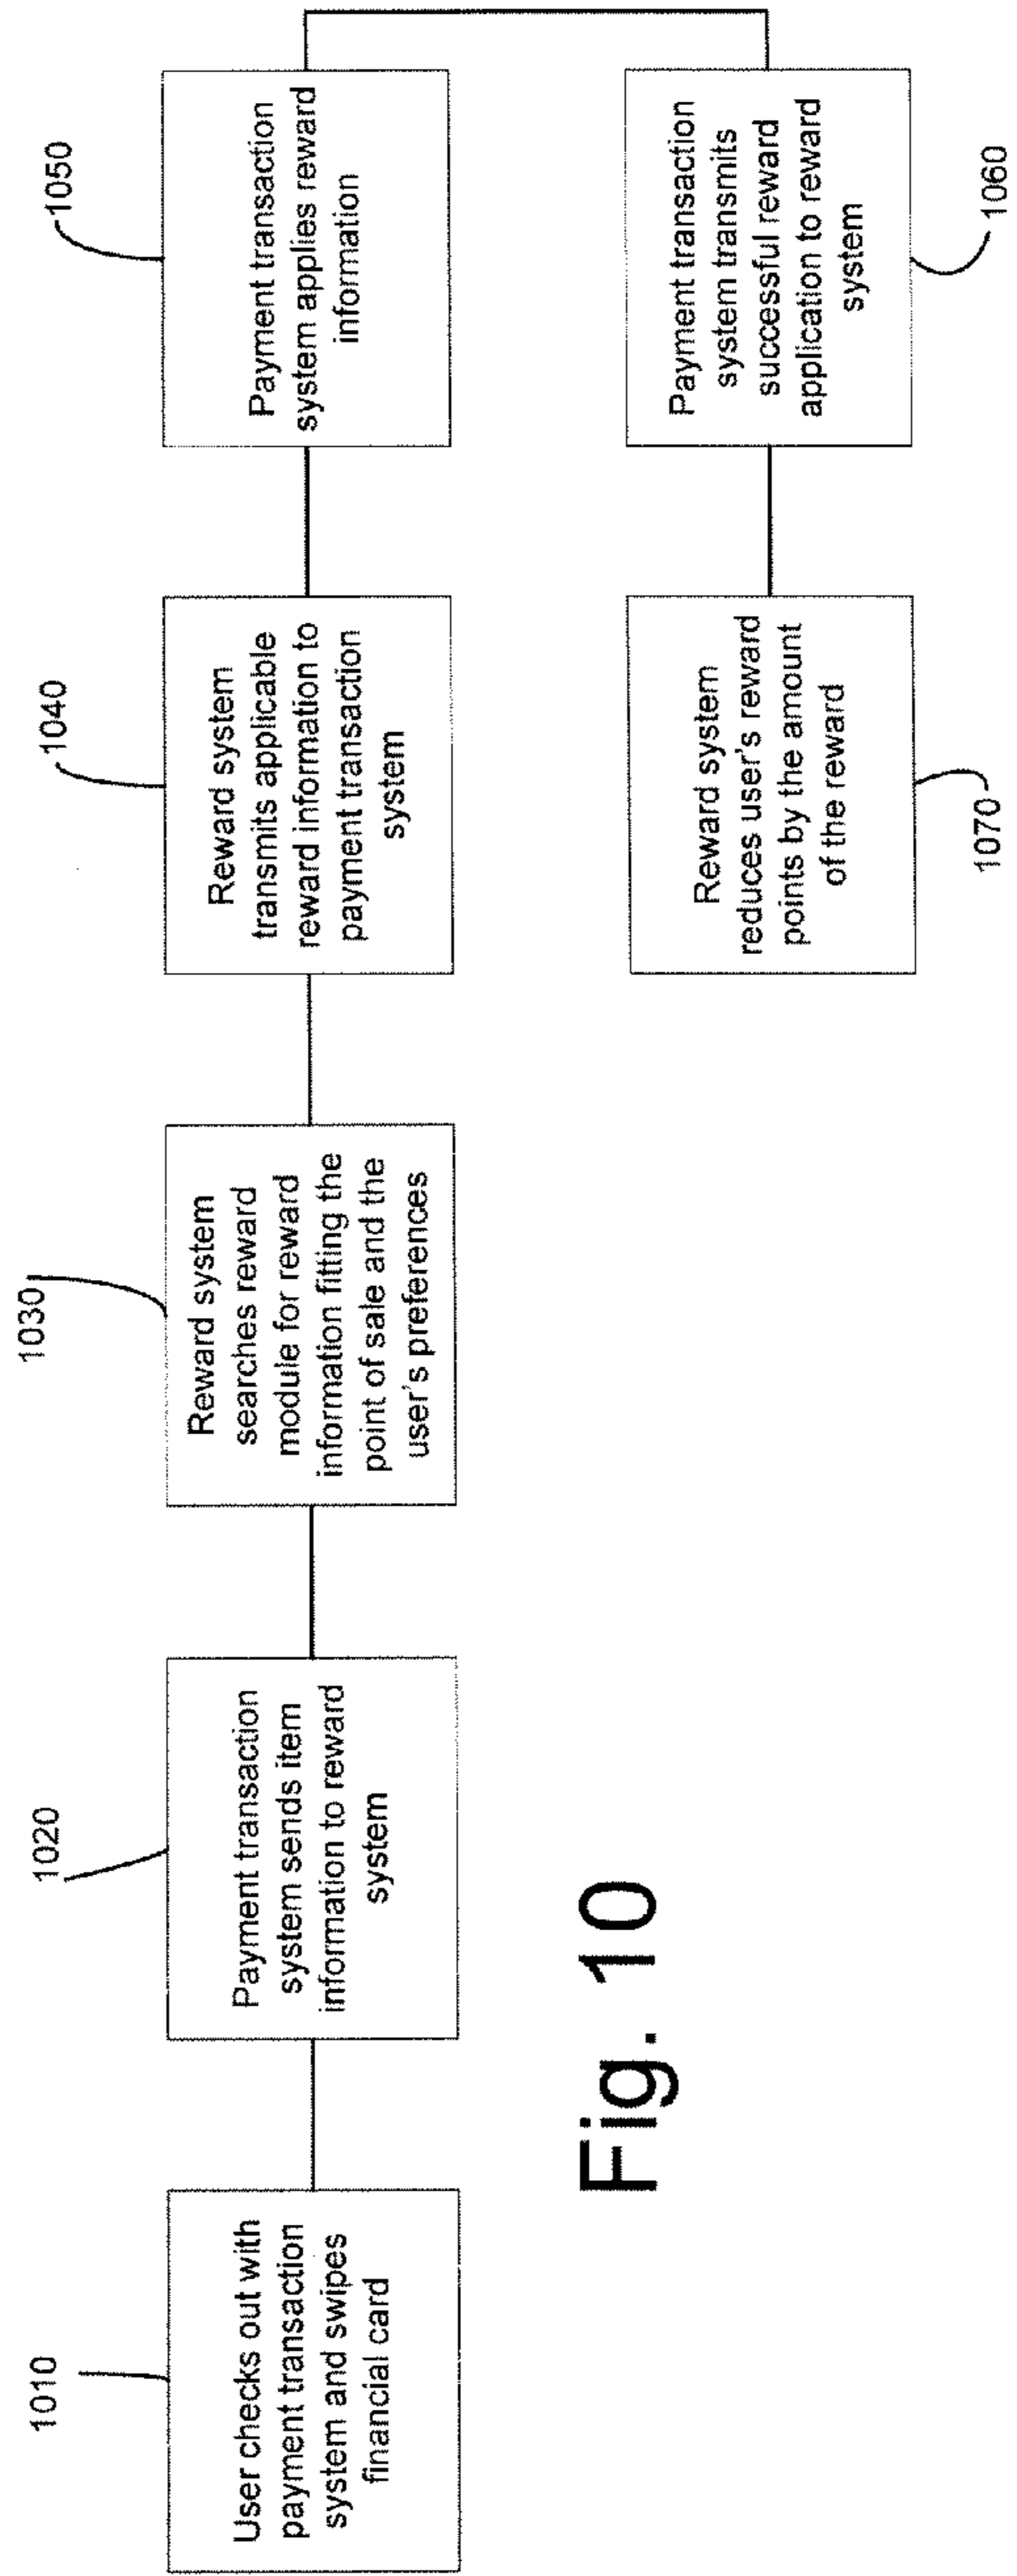 1010
User checks out with
payment transaction
system and swipes
financial card
1020
Payment transaction
system sends item
information to reward
system
1030
Reward system
searches reward
module for reward
information fitting the
point of sale and the
user's preferences
1040
Reward system
transmits applicable
reward information to
payment transaction
system
1050
Payment transaction
system applies reward
information
Payment transaction
system transmits
successful reward
application to reward
system
1060
Reward system
reduces user's reward
points by the amount
of the reward
1070
Fig. 10